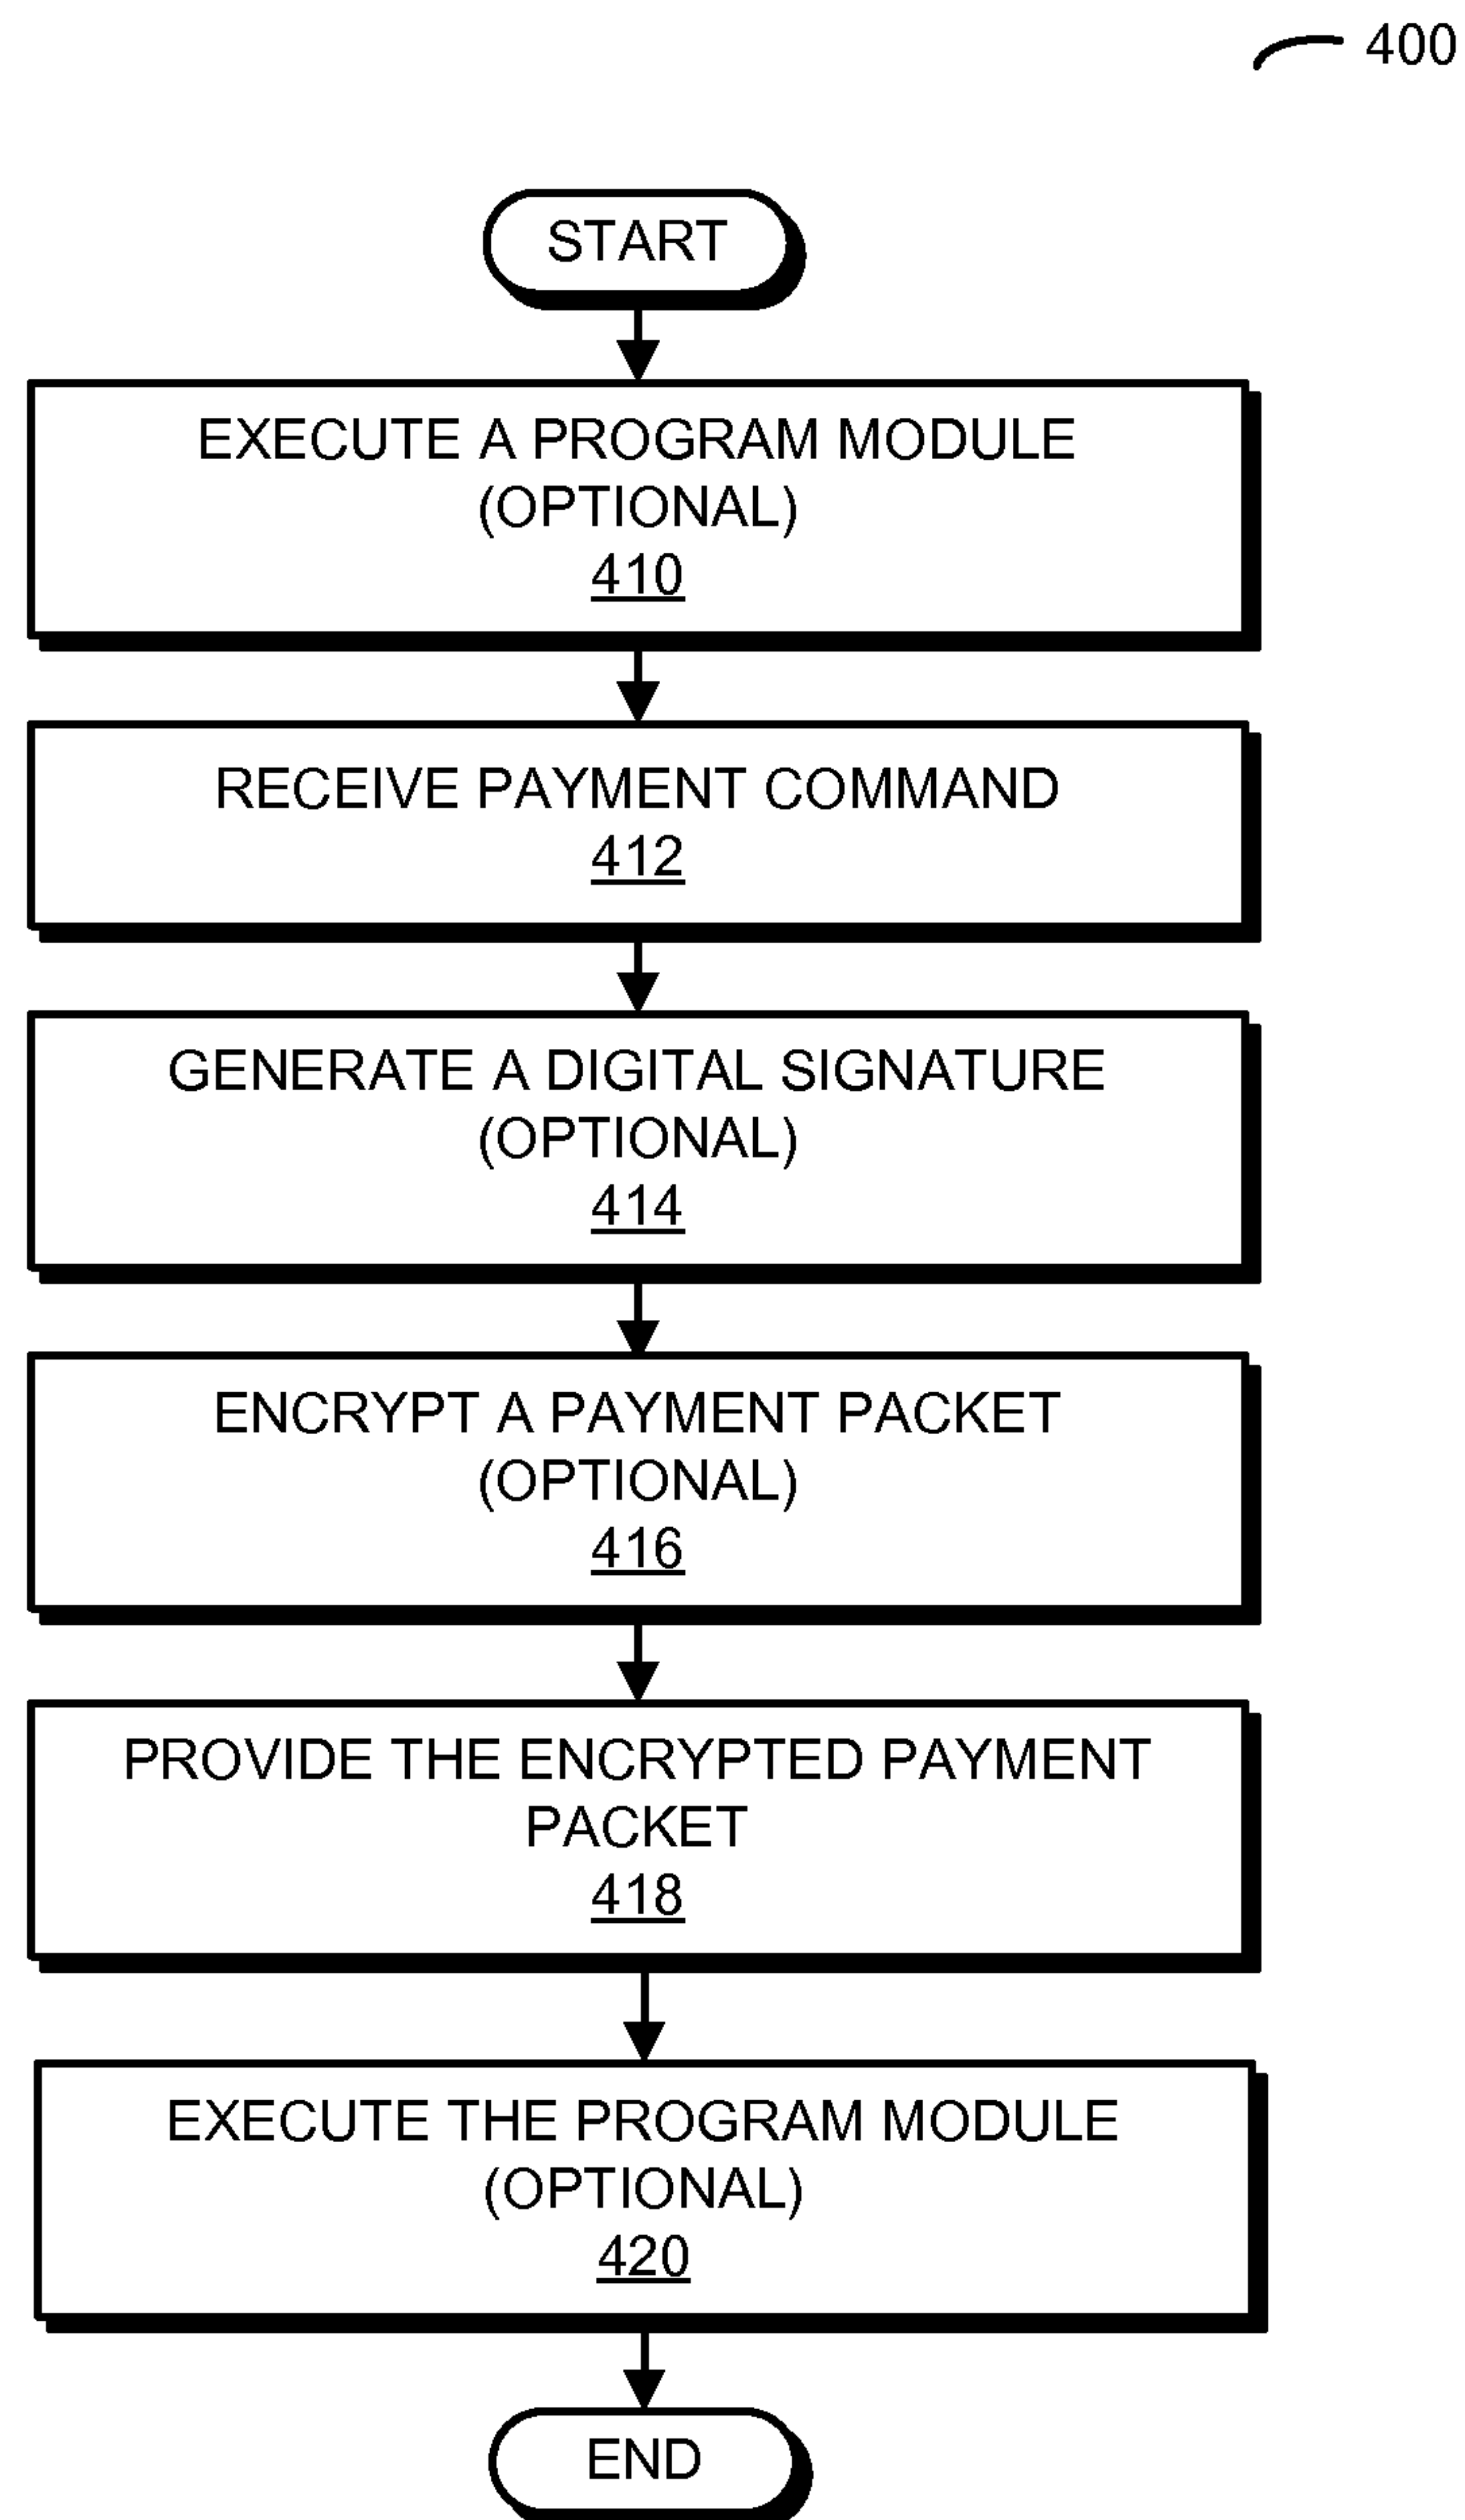 400
START
EXECUTE A PROGRAM MODULE
(OPTIONAL)
410
RECEIVE PAYMENT COMMAND
412
GENERATE A DIGITAL SIGNATURE
(OPTIONAL)
414
ENCRYPT A PAYMENT PACKET
(OPTIONAL)
416
PROVIDE THE ENCRYPTED PAYMENT
PACKET
418
EXECUTE THE PROGRAM MODULE
(OPTIONAL)
420
END